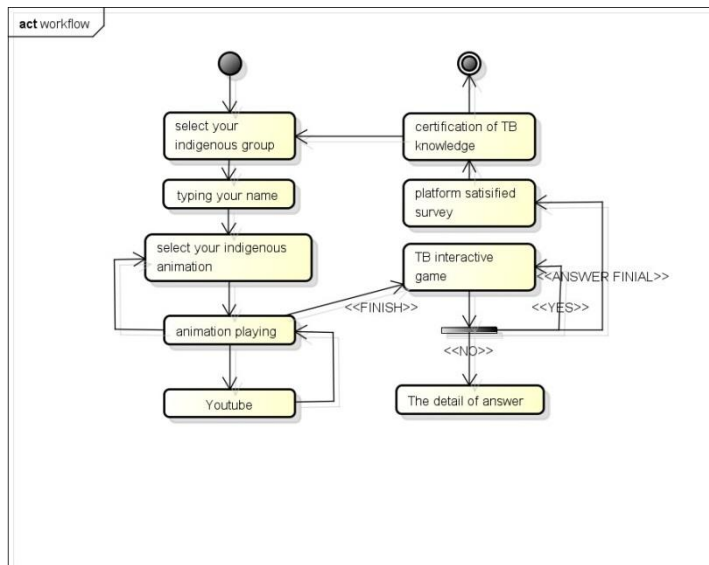 act workflow
select your
indigenous group
typing your name
select your indigenous
animation
animation playing
Youtube
certification of TB
knowledge
platform satisified
survey
TB interactive
game
<<ANSWER FINIAL>>
<<FINISH>>
<<YES>>
<<NO>>
The detail of answer